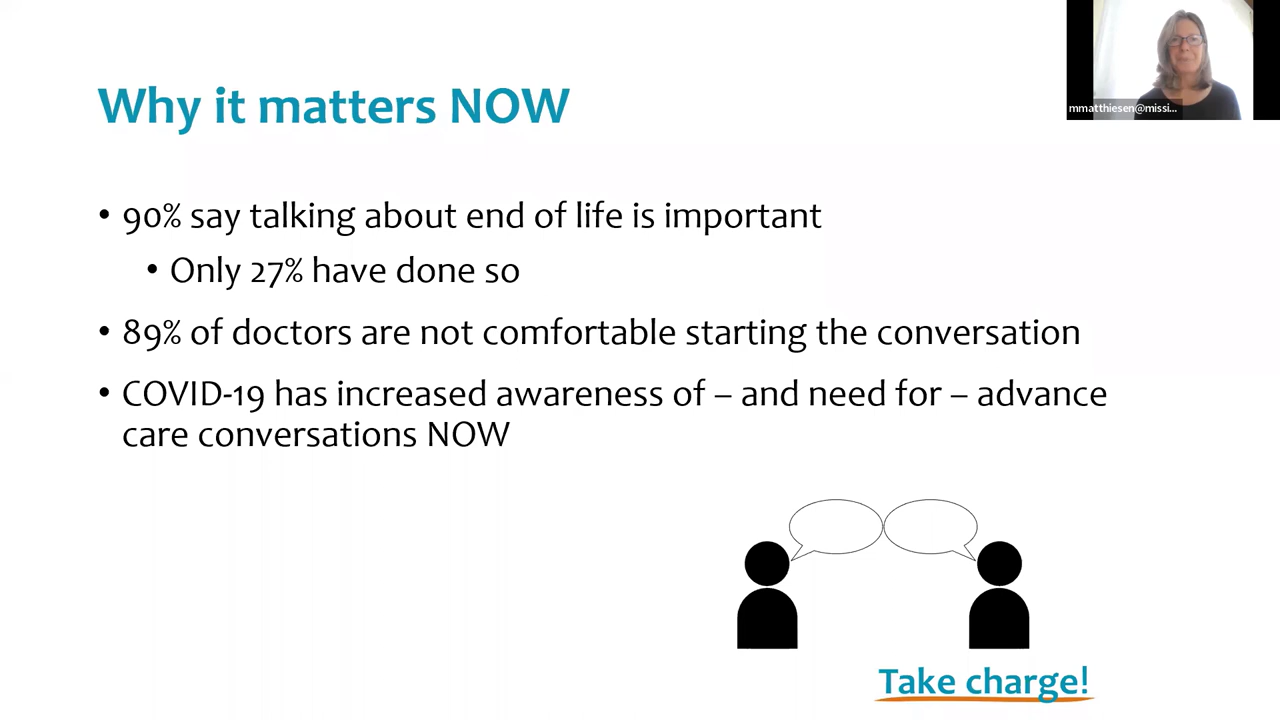 mmatthiesen@missi...
Why it matters NOW
• 90% say talking about end of life is important
• Only 27% have done so
• 89% of doctors are not comfortable starting the conversation
• COVID-19 has increased awareness of – and need for – advance
care conversations NOW
Take charge!